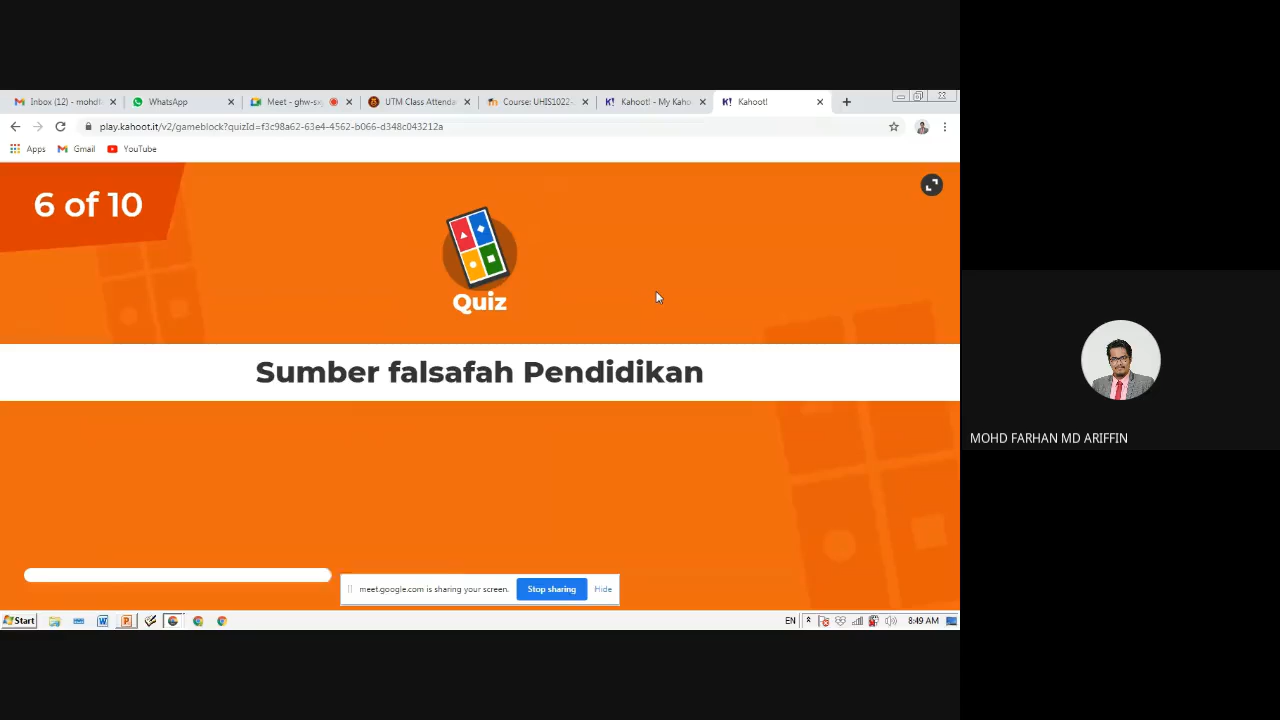 Inbox (12) - mohdf
WhatsApp
Meet - ghw-sx
UTM Class Attenda
Course: UHIS1022-
Kahoot! - My Kaho
Kahoot!
play.kahoot.it/v2/gameblock?quizId=f3c98a62-63e4-4562-b066-d348c043212a
Apps
Gmail
YouTube
6 of 10
Quiz
Sumber falsafah Pendidikan
MOHD FARHAN MD ARIFFIN
meet.google.com is sharing your screen.
Stop sharing
Hide
Start
EN
8:49 AM